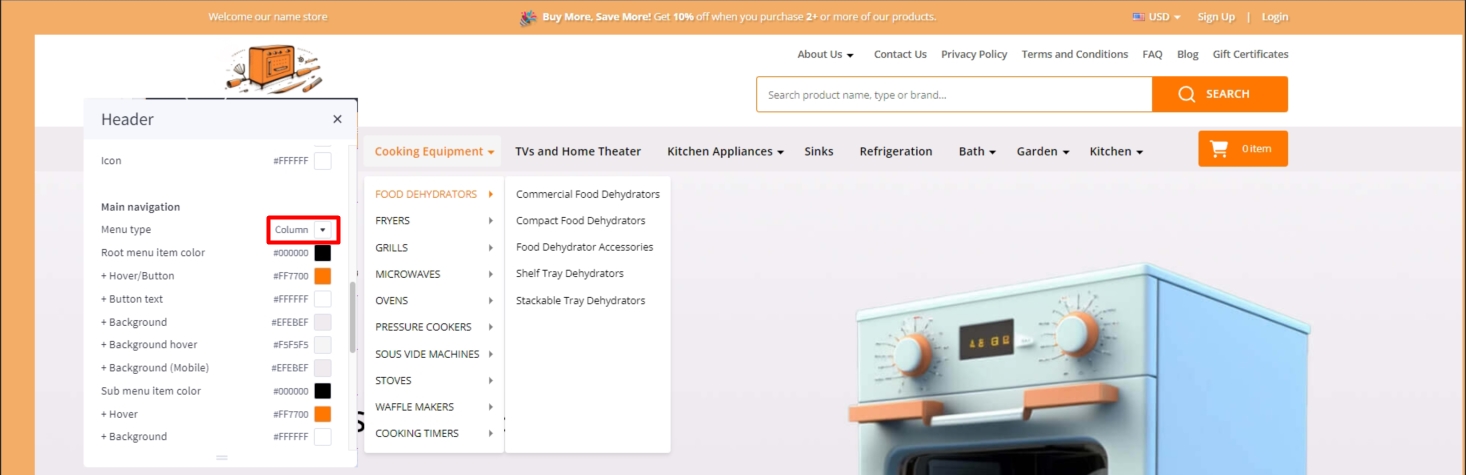 Welcome our name store
Buy More, Save More! Get 10% off when you purchase 2+ or more of our products.
USD
Sign Up | Login
About Us
Contact Us
Privacy Policy
Terms and Conditions
FAQ
Blog
Gift Certificates
Search product name, type or brand...
SEARCH
Header ×
Icon #FFFFFF
Main navigation
Menu type Column
Root menu item color #000000
+ Hover/Button #FF7700
+ Button text #FFFFFF
+ Background #EFEBEF
+ Background hover #F5F5F5
+ Background (Mobile) #EFEBEF
Sub menu item color #000000
+ Hover #FF7700
+ Background #FFFFFF
Cooking Equipment
TVs and Home Theater
Kitchen Appliances
Sinks
Refrigeration
Bath
Garden
Kitchen
0 item
FOOD DEHYDRATORS
FRYERS
GRILLS
MICROWAVES
OVENS
PRESSURE COOKERS
SOUS VIDE MACHINES
STOVES
WAFFLE MAKERS
COOKING TIMERS
Commercial Food Dehydrators
Compact Food Dehydrators
Food Dehydrator Accessories
Shelf Tray Dehydrators
Stackable Tray Dehydrators